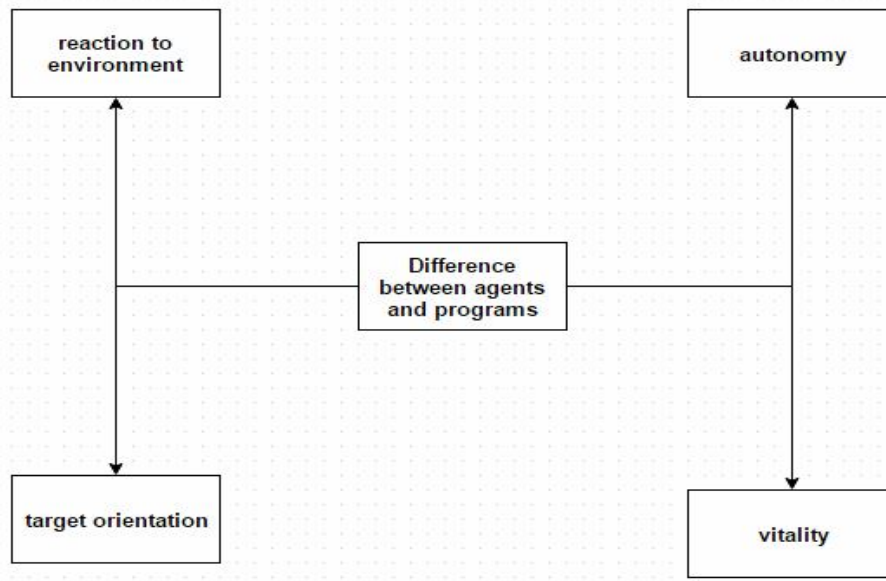 reaction to
environment
autonomy
Difference
between agents
and programs
target orientation
vitality